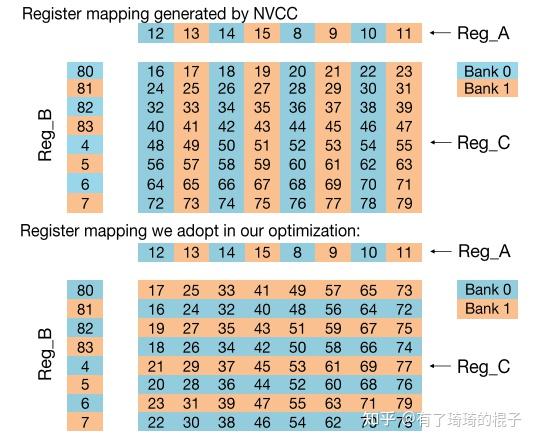 Register mapping generated by NVCC
12 13 14 15 8 9 10 11 ← Reg_A
80 16 17 18 19 20 21 22 23 Bank 0
81 24 25 26 27 28 29 30 31 Bank 1
82 32 33 34 35 36 37 38 39
83 40 41 42 43 44 45 46 47
Reg_B
4 48 49 50 51 52 53 54 55 ← Reg_C
5 56 57 58 59 60 61 62 63
6 64 65 66 67 68 69 70 71
7 72 73 74 75 76 77 78 79
Register mapping we adopt in our optimization:
12 13 14 15 8 9 10 11 ← Reg_A
80 17 25 33 41 49 57 65 73 Bank 0
81 16 24 32 40 48 56 64 72 Bank 1
82 19 27 35 43 51 59 67 75
83 18 26 34 42 50 58 66 74
Reg_B
4 21 29 37 45 53 61 69 77 ← Reg_C
5 20 28 36 44 52 60 68 76
6 23 31 39 47 55 63 71 79
7 22 30 38 46 54 62 70 78
知乎 @有了琦琦的棍子